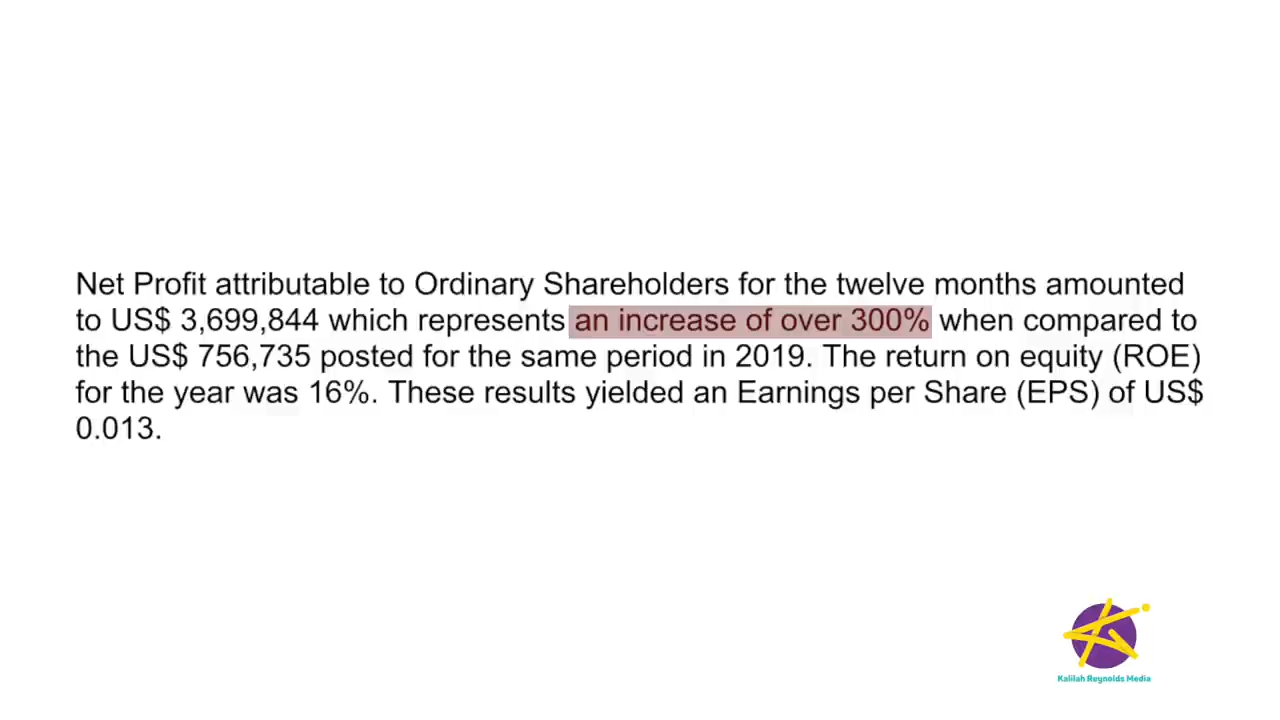 Net Profit attributable to Ordinary Shareholders for the twelve months amounted
to US$ 3,699,844 which represents an increase of over 300% when compared to
the US$ 756,735 posted for the same period in 2019. The return on equity (ROE)
for the year was 16%. These results yielded an Earnings per Share (EPS) of US$
0.013.
Kalilah Reynolds Media